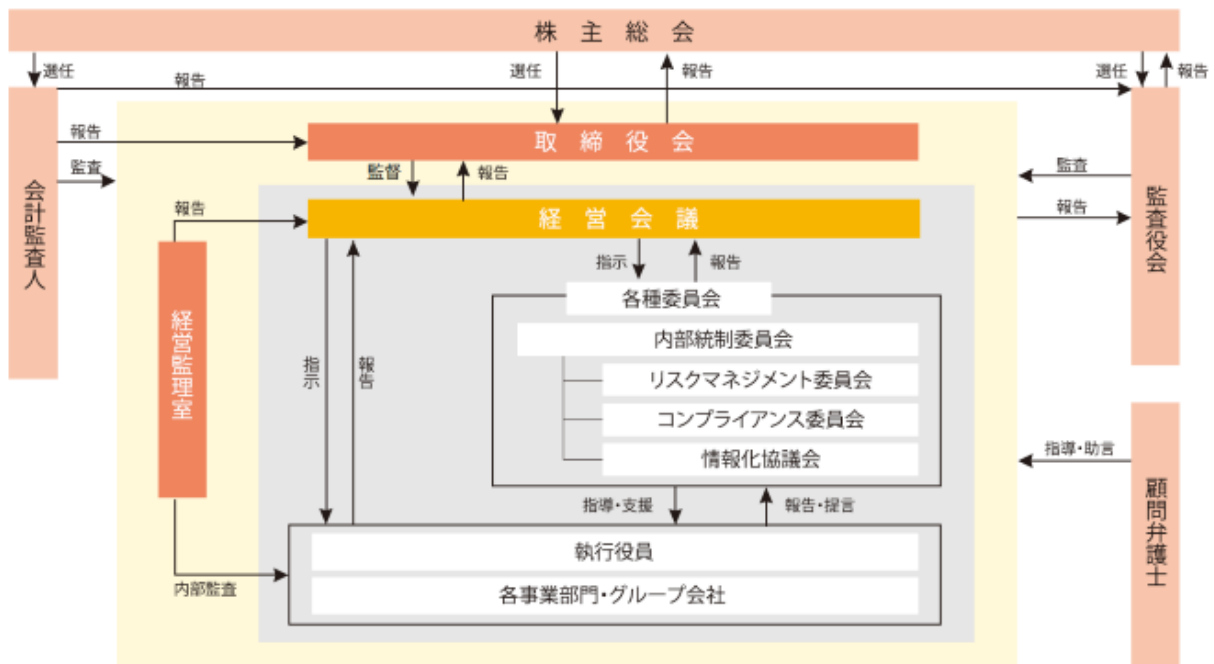 株主総会
選任
報告
選任
報告
選任
報告
報告
取締役会
監査
監督
報告
監査
会計監査人
報告
経営会議
報告
監査役会
指示
報告
各種委員会
内部統制委員会
経営監理室
指示
報告
リスクマネジメント委員会
コンプライアンス委員会
情報化協議会
指導・助言
指導・支援
報告・提言
顧問弁護士
執行役員
内部監査
各事業部門・グループ会社